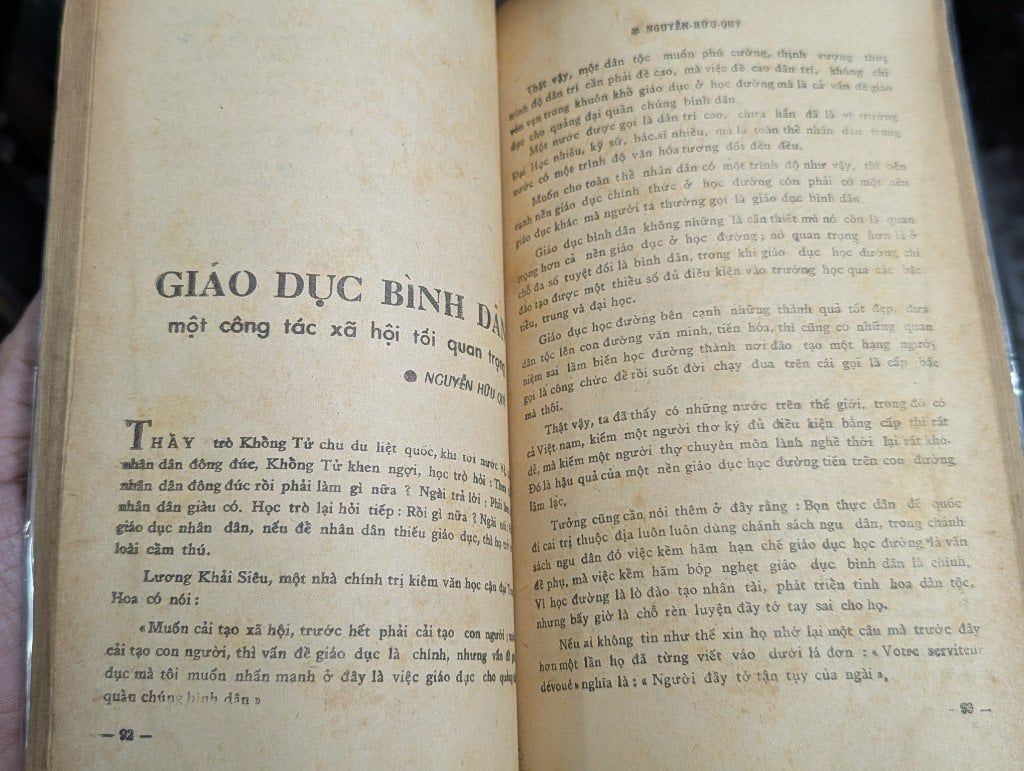 GIÁO DỤC BÌNH DÂN
một công tác xã hội tối quan trọng
● NGUYỄN HỮU QUÝ
THẦY trò Khồng Tử chu du liệt quốc, khi tới nước
nhân dân đông đúc, Khồng Tử khen ngợi, học trò hỏi :
nhân dân đông đúc rồi phải làm gì nữa ? Ngài trả lời : Phải
nhân dân giàu có. Học trò lại hỏi tiếp : Rồi gì nữa ? Ngài
giáo dục nhân dân, nếu đề nhân dân thiếu giáo dục, thì họ
loài cầm thú.
Lương Khải Siêu, một nhà chính trị kiêm văn học cận đại
Hoa có nói :
«Muốn cải tạo xã hội, trước hết phải cải tạo con người ;
cải tạo con người, thì vấn đề giáo dục là chính, nhưng vấn đề
dục mà tôi muốn nhấn mạnh ở đây là việc giáo dục cho quảng
quần chúng bình dân »
— 92 —
NGUYỄN-HỮU-QUY
Thật vậy, một dân tộc muốn phú cường, thịnh vượng thời
trình độ dân trí cần phải đề cao, mà việc đề cao dân trí, không chỉ
vỏn vẹn trong khuôn khổ giáo dục ở học đường mà là cả vấn đề giáo
dục cho quảng đại quần chúng bình dân.
Một nước được gọi là dân trí cao, chưa hẳn đã là vì trường
Đại Học nhiều, kỹ sư, bác-sĩ nhiều, mà là toàn thể nhân dân trong
nước có một trình độ văn hóa tương đối đều đều.
Muốn cho toàn thề nhân dân có một trình độ như vậy, thì bên
cạnh nền giáo dục chính thức ở học đường còn phải có một nền
giáo dục khác mà người ta thường gọi là giáo dục bình dân.
Giáo dục bình dân không những là cần thiết mà nó còn là quan
trọng hơn cả nền giáo dục ở học đường ; nó quan trọng hơn là ở
chỗ đa số tuyệt đối là bình dân, trong khi giáo dục học đường chỉ
đào tạo được một thiểu số đủ điều kiện vào trường học qua các bậc
tiểu, trung và đại học.
Giáo dục học đường bên cạnh những thành quả tốt đẹp, đưa
dân tộc lên con đường văn minh, tiến hóa, thì cũng có những quan
niệm sai lầm biến học đường thành nơi đào tạo một hạng người
gọi là công chức đề rồi suốt đời chạy đua trên cái gọi là cấp bậc
mà thôi.
Thật vậy, ta đã thấy có những nước trên thế giới, trong đó có
cả Việt-nam, kiếm một người thơ ký đủ điều kiện bằng cấp thì rất
dề, mà kiếm một người thợ chuyên môn lành nghề thời lại rất khó.
Đó là hậu quả của một nền giáo dục học đường tiến trên con đường
lầm lạc,
Tưởng cũng cần nói thêm ở đây rằng : Bọn thực dân đế quốc
đi cai trị thuộc địa luôn luôn dùng chánh sách ngu dân, trong chánh
sách ngu dân đó việc kềm hãm hạn chế giáo dục học đường là vấn
đề phụ, mà việc kềm hãm bóp nghẹt giáo dục bình dân là chính.
Vì học đường là lò đào tạo nhân tài, phát triển tinh hoa dân tộc,
nhưng bấy giờ là chỗ rèn luyện đầy tớ tay sai cho họ.
Nếu ai không tin như thế xin họ nhớ lại một câu mà trước đây
hơn một lần họ đã từng viết váo dưới lá đơn : « Votre serviteur
dévoué» nghĩa là : « Người đầy tớ tận tụy của ngài».
— 93 —